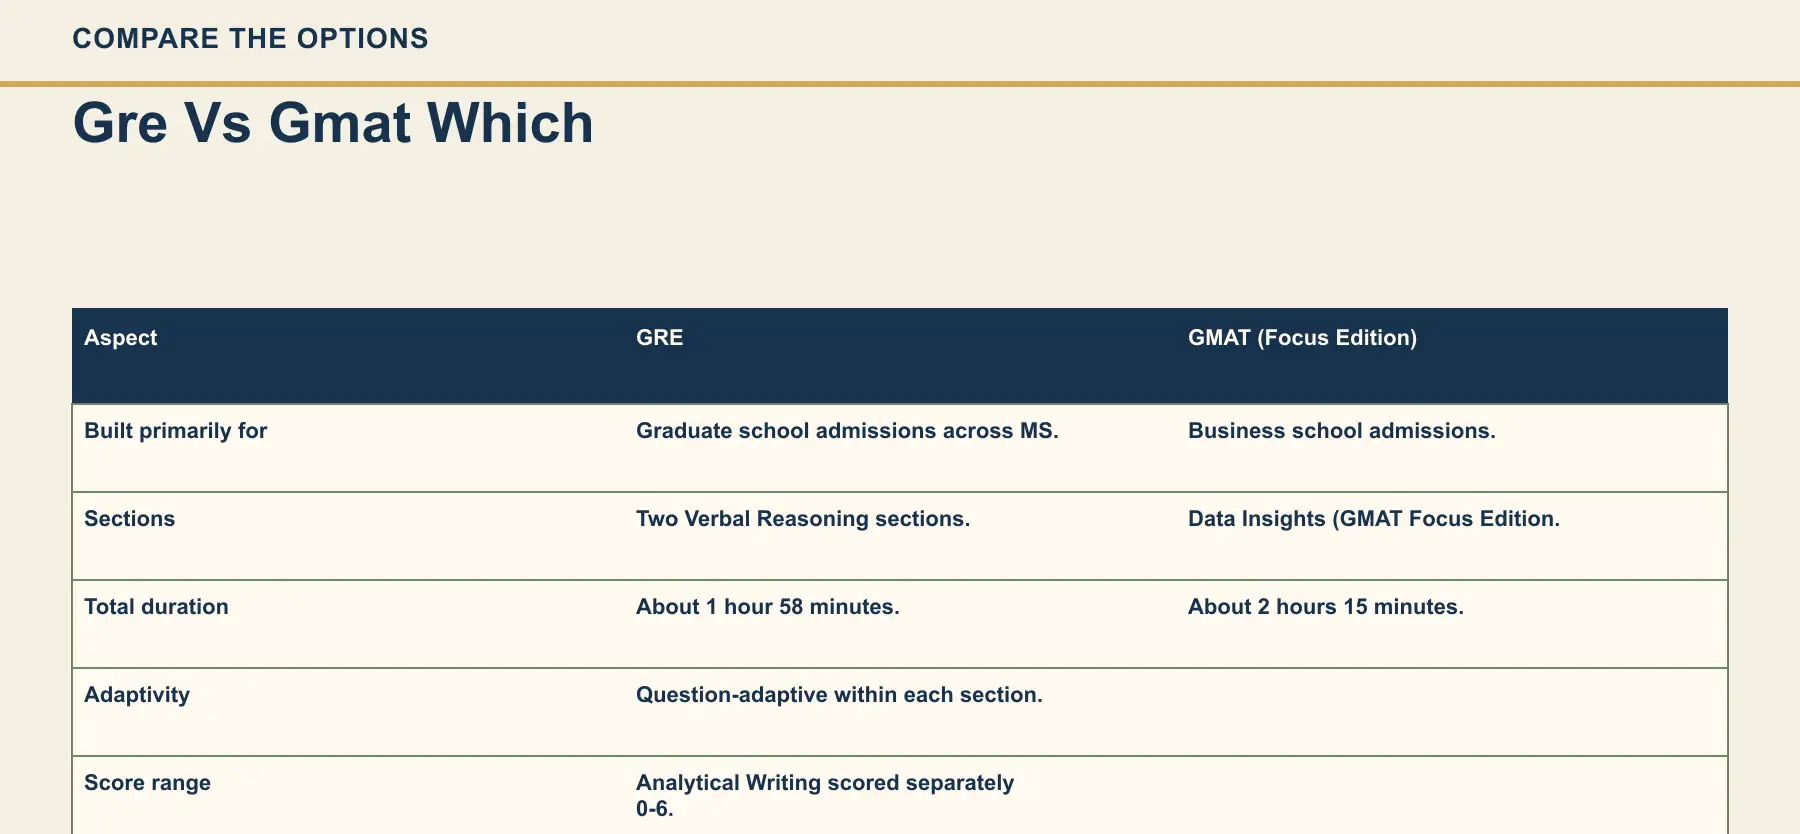 COMPARE THE OPTIONS
Gre Vs Gmat Which
Aspect GRE GMAT (Focus Edition)
Built primarily for Graduate school admissions across MS. Business school admissions.
Sections Two Verbal Reasoning sections. Data Insights (GMAT Focus Edition.
Total duration About 1 hour 58 minutes. About 2 hours 15 minutes.
Adaptivity Question-adaptive within each section.
Score range Analytical Writing scored separately
0-6.